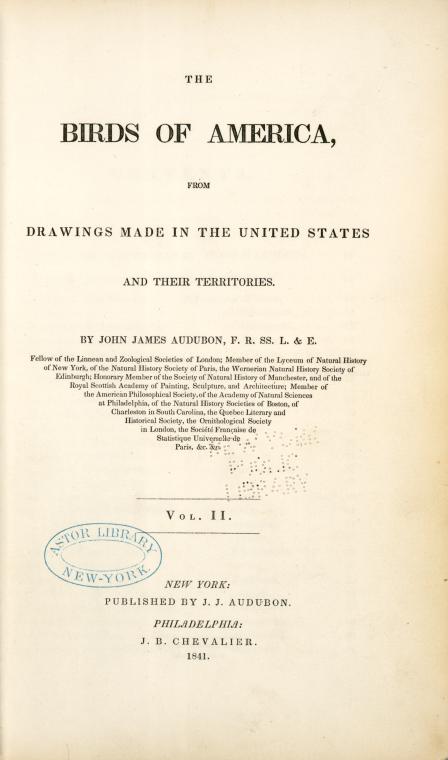 THE
BIRDS OF AMERICA,
FROM
DRAWINGS MADE IN THE UNITED STATES
AND THEIR TERRITORIES.
BY JOHN JAMES AUDUBON, F. R. SS. L. & E.
Fellow of the Linnean and Zoological Societies of London; Member of the Lyceum of Natural History
of New York, of the Natural History Society of Paris, the Wernerian Natural History Society of
Edinburgh; Honorary Member of the Society of Natural History of Manchester, and of the
Royal Scottish Academy of Painting, Sculpture, and Architecture; Member of
the American Philosophical Society, of the Academy of Natural Sciences
at Philadelphia, of the Natural History Societies of Boston, of
Charleston in South Carolina, the Quebec Literary and
Historical Society, the Ornithological Society
in London, the Société Française de
Statistique Universelle de
Paris, &c. &c.
NEW YORK
PUBLIC
LIBRARY
VOL. II.
ASTOR LIBRARY
NEW-YORK
NEW YORK:
PUBLISHED BY J. J. AUDUBON.
PHILADELPHIA:
J. B. CHEVALIER.
1841.